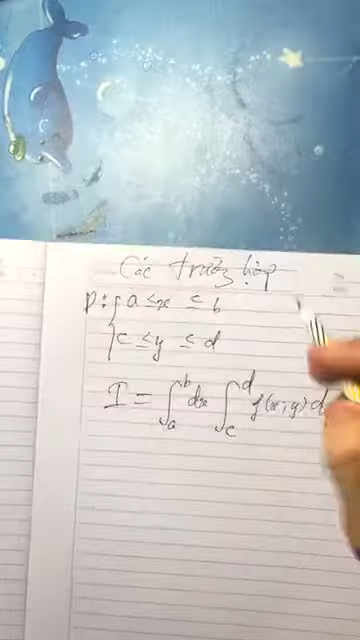 Các trường hợp
D: { a ≤ x ≤ b
c ≤ y ≤ d
I = ∫_a^b dx ∫_c^d f(x;y) d